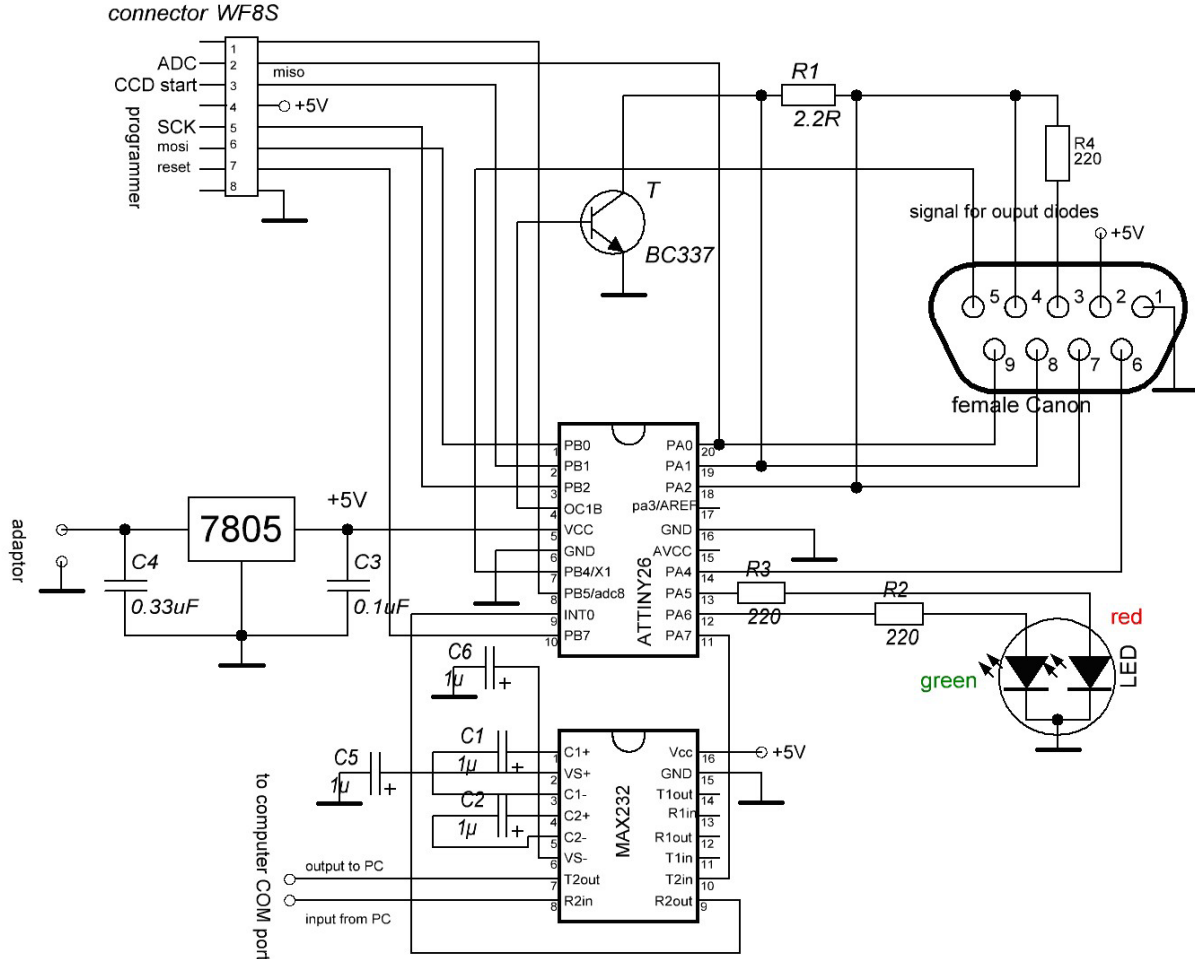 connector WF8S
ADC
CCD start
SCK
mosi
reset
programmer
1
2
3
4
5
6
7
8
miso
+5V
R1
2.2R
R4
220
T
BC337
signal for ouput diodes
+5V
5
4
3
2
1
9
8
7
6
female Canon
adaptor
7805
+5V
C4
0.33uF
C3
0.1uF
PB0
PB1
PB2
OC1B
VCC
GND
PB4/X1
PB5/adc8
INT0
PB7
1
2
3
4
5
6
7
8
9
10
ATTINY26
PA0
PA1
PA2
pa3/AREF
GND
AVCC
PA4
PA5
PA6
PA7
20
19
18
17
16
15
14
13
12
11
R3
220
R2
220
red
green
LED
C6
1µ
+
C1
1µ
+
C5
1µ
+
C2
1µ
+
C1+
VS+
C1-
C2+
C2-
VS-
T2out
R2in
1
2
3
4
5
6
7
8
MAX232
Vcc
GND
T1out
R1in
R1out
T1in
T2in
R2out
16
15
14
13
12
11
10
9
+5V
to computer COM port
output to PC
input from PC